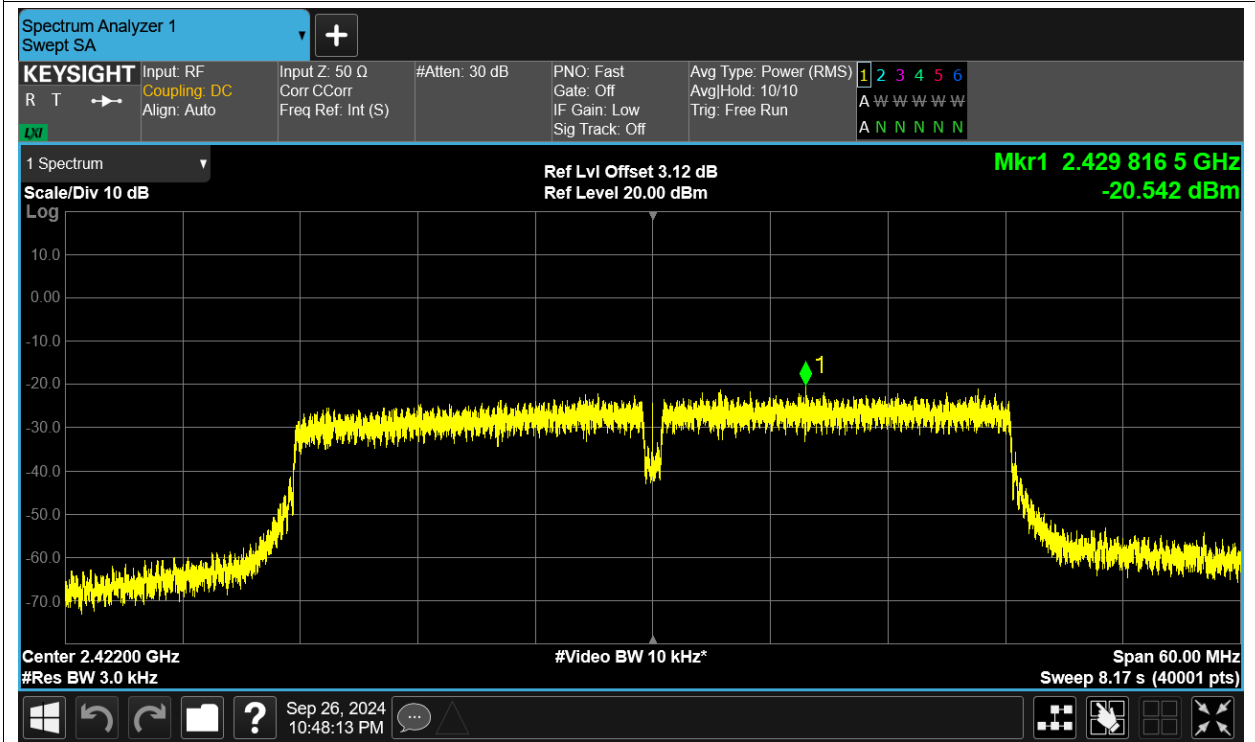 Spectrum Analyzer 1
Swept SA
+
KEYSIGHT
R T
LXI
Input: RF
Coupling: DC
Align: Auto
Input Z: 50 Ω
Corr CCorr
Freq Ref: Int (S)
#Atten: 30 dB
PNO: Fast
Gate: Off
IF Gain: Low
Sig Track: Off
Avg Type: Power (RMS)
Avg|Hold: 10/10
Trig: Free Run
1 2 3 4 5 6
A W W W W W
A N N N N N
1 Spectrum
Scale/Div 10 dB
Log
Ref Lvl Offset 3.12 dB
Ref Level 20.00 dBm
Mkr1 2.429 816 5 GHz
-20.542 dBm
10.0
0.00
-10.0
1
-20.0
-30.0
-40.0
-50.0
-60.0
-70.0
Center 2.42200 GHz
#Res BW 3.0 kHz
#Video BW 10 kHz*
Span 60.00 MHz
Sweep 8.17 s (40001 pts)
?
Sep 26, 2024
10:48:13 PM